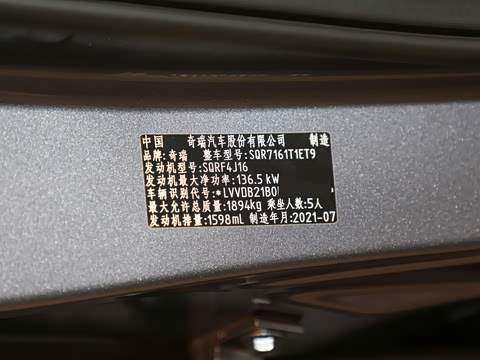 中国 奇瑞汽车股份有限公司 制造
品牌:奇瑞 整车型号:SQR7161T1ET9
发动机型号:SQRF4J16
发动机最大净功率:136.5 kW
车辆识别代号:*LVVDB21B0
最大允许总质量:1894kg 乘坐人数:5人
发动机排量:1598mL 制造年月:2021-07